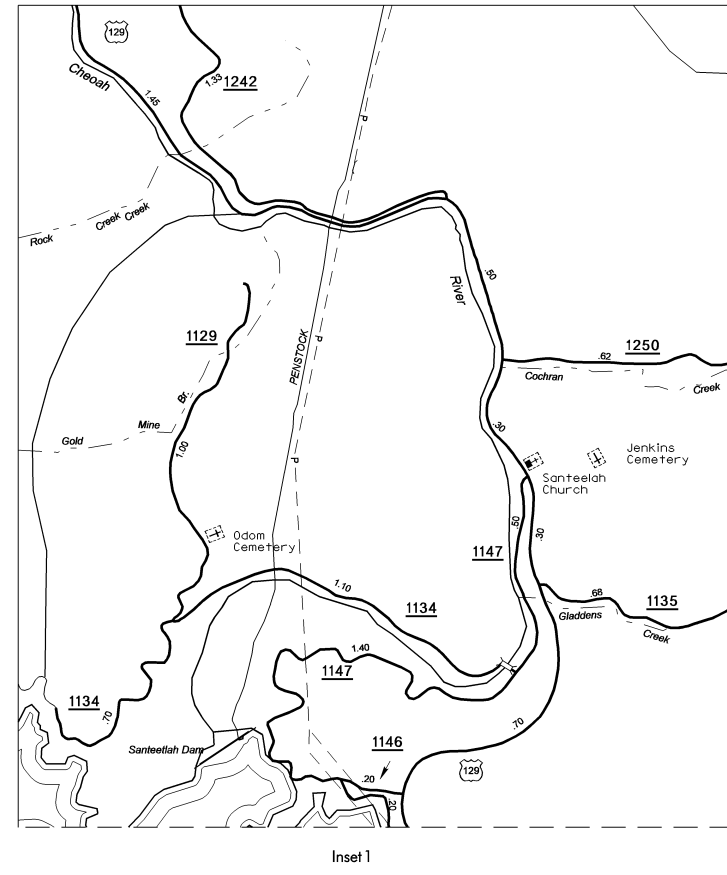 129
Cheoah
1.45
1.33
1242
P
Rock
Creek
Creek
River
.50
1129
PENSTOCK
P
1250
.62
Cochran
Creek
Br.
Mine
Gold
1.00
.30
P
Jenkins
Cemetery
Santeelah
Church
.50
.30
Odom
Cemetery
1147
1.10
1134
.68
1135
Gladdens
Creek
1.40
1147
1134
.70
.70
Santeetlah Dam
1146
129
.20
.20
Inset 1